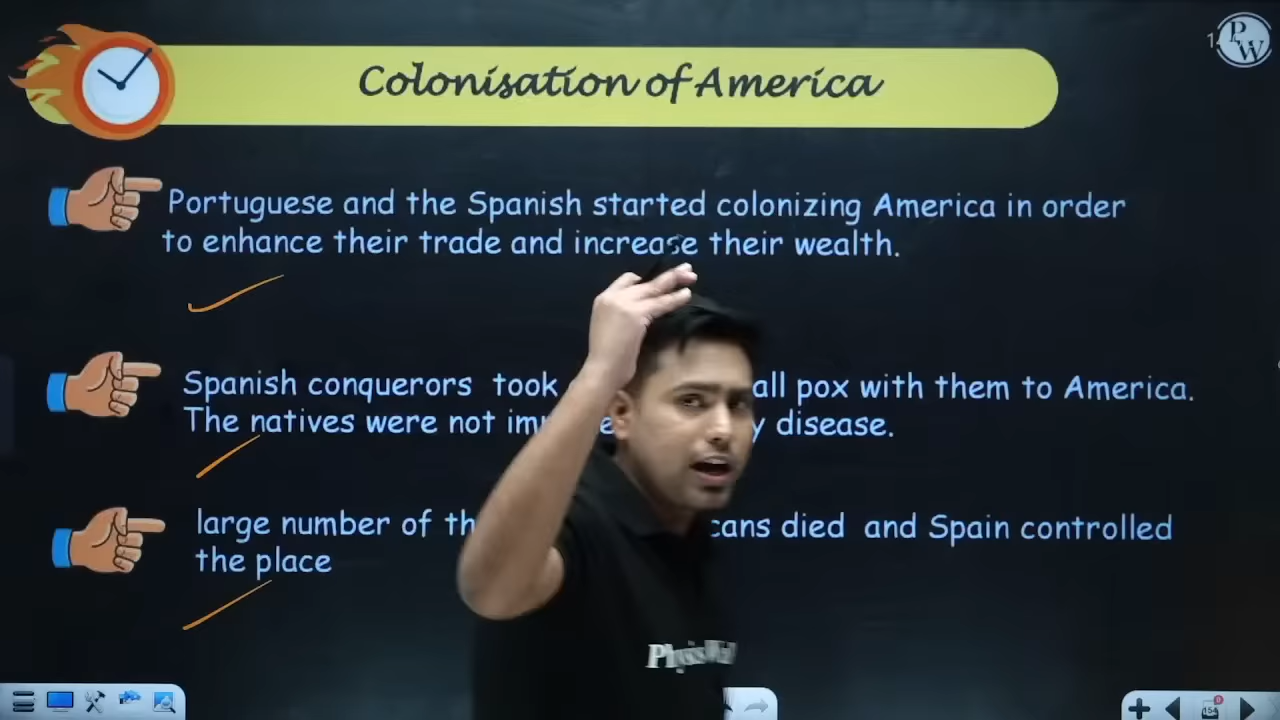 Colonisation of America
PW
Portuguese and the Spanish started colonizing America in order
to enhance their trade and increase their wealth.
Spanish conquerors took all pox with them to America.
The natives were not disease.
large number of died and Spain controlled
the place
154